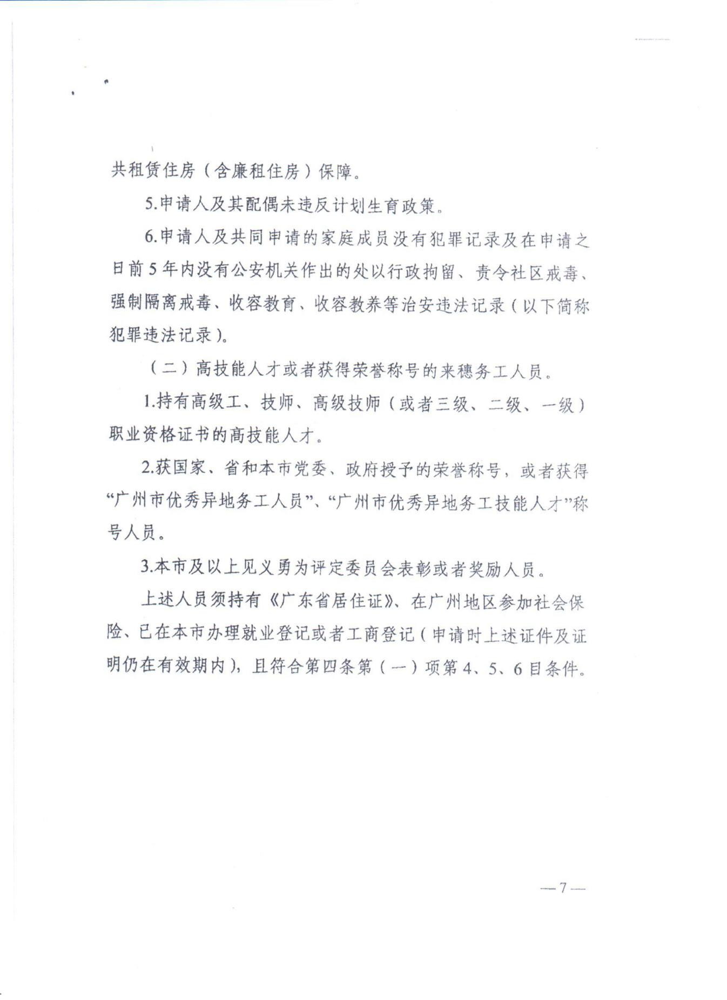 共租赁住房（含廉租住房）保障。
5.申请人及其配偶未违反计划生育政策。
6.申请人及共同申请的家庭成员没有犯罪记录及在申请之
日前5年内没有公安机关作出的处以行政拘留、责令社区戒毒、
强制隔离戒毒、收容教育、收容教养等治安违法记录（以下简称
犯罪违法记录）。
（二）高技能人才或者获得荣誉称号的来穗务工人员。
1.持有高级工、技师、高级技师（或者三级、二级、一级）
职业资格证书的高技能人才。
2.获国家、省和本市党委、政府授予的荣誉称号，或者获得
“广州市优秀异地务工人员”、“广州市优秀异地务工技能人才”称
号人员。
3.本市及以上见义勇为评定委员会表彰或者奖励人员。
上述人员须持有《广东省居住证》、在广州地区参加社会保
险、已在本市办理就业登记或者工商登记（申请时上述证件及证
明仍在有效期内），且符合第四条第（一）项第4、5、6目条件。
—7—